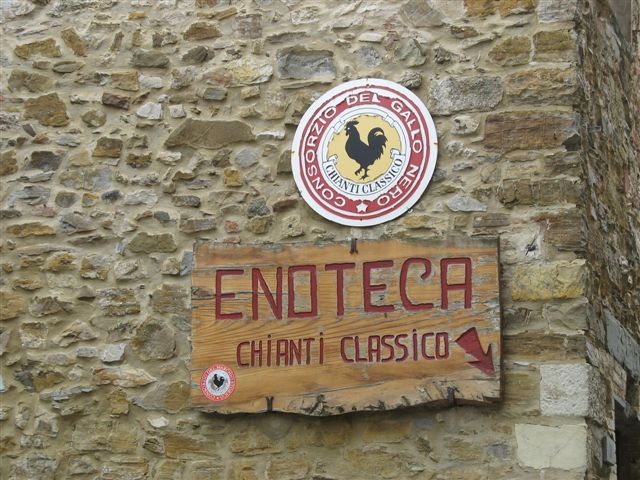 CONSORZIO DEL GALLO NERO
CHIANTI CLASSICO
ENOTECA
CHIANTI CLASSICO